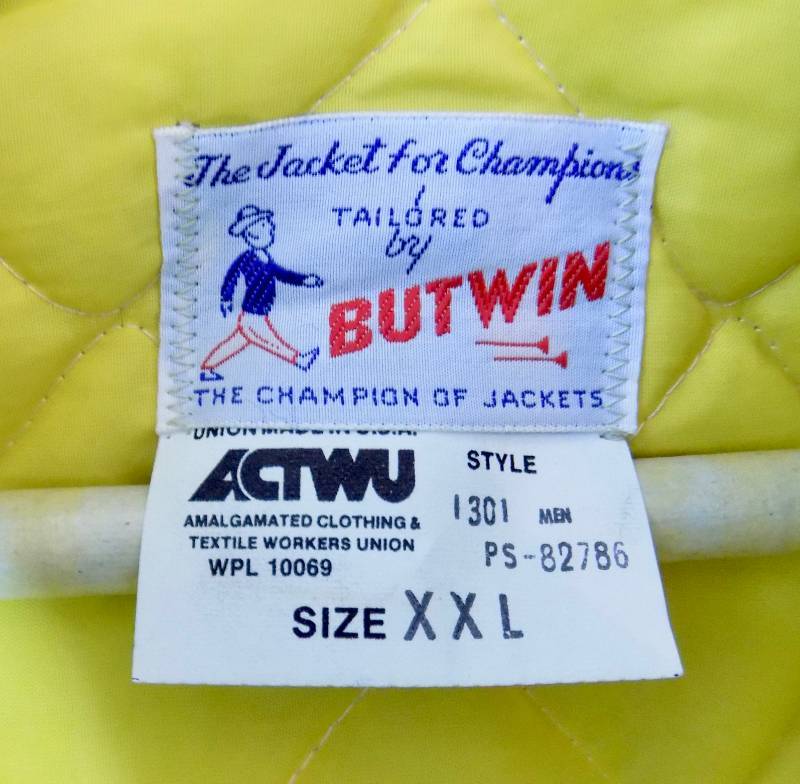 The Jacket for Champions
TAILORED
by
BUTWIN
THE CHAMPION OF JACKETS
UNION MADE IN U.S.A.
ACTWU
AMALGAMATED CLOTHING &
TEXTILE WORKERS UNION
WPL 10069
STYLE
1301 MEN
PS-82786
SIZE XXL